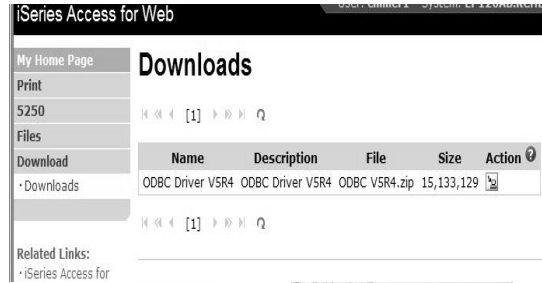 iSeries Access for Web
My Home Page
Print
5250
Files
Download
· Downloads
Related Links:
· iSeries Access for
Downloads
[1]
Name Description File Size Action
ODBC Driver V5R4 ODBC Driver V5R4 ODBC V5R4.zip 15,133,129
[1]